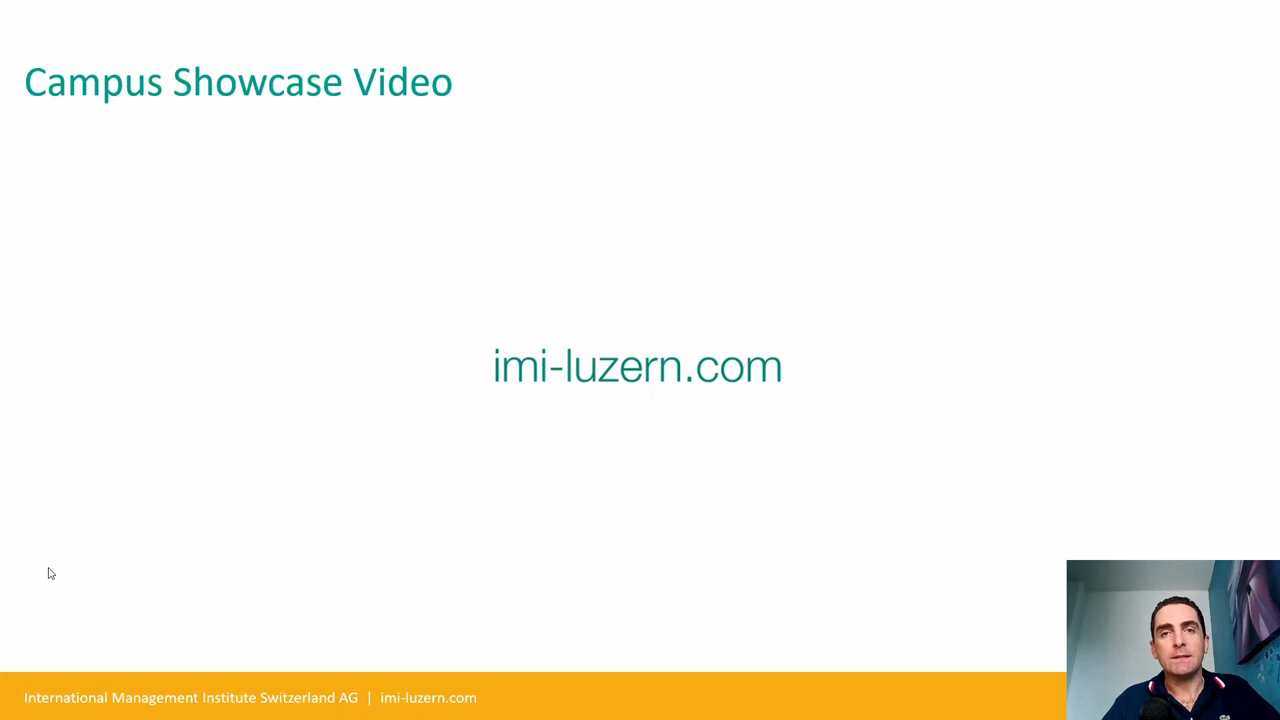 Campus Showcase Video
imi-luzern.com
International Management Institute Switzerland AG | imi-luzern.com